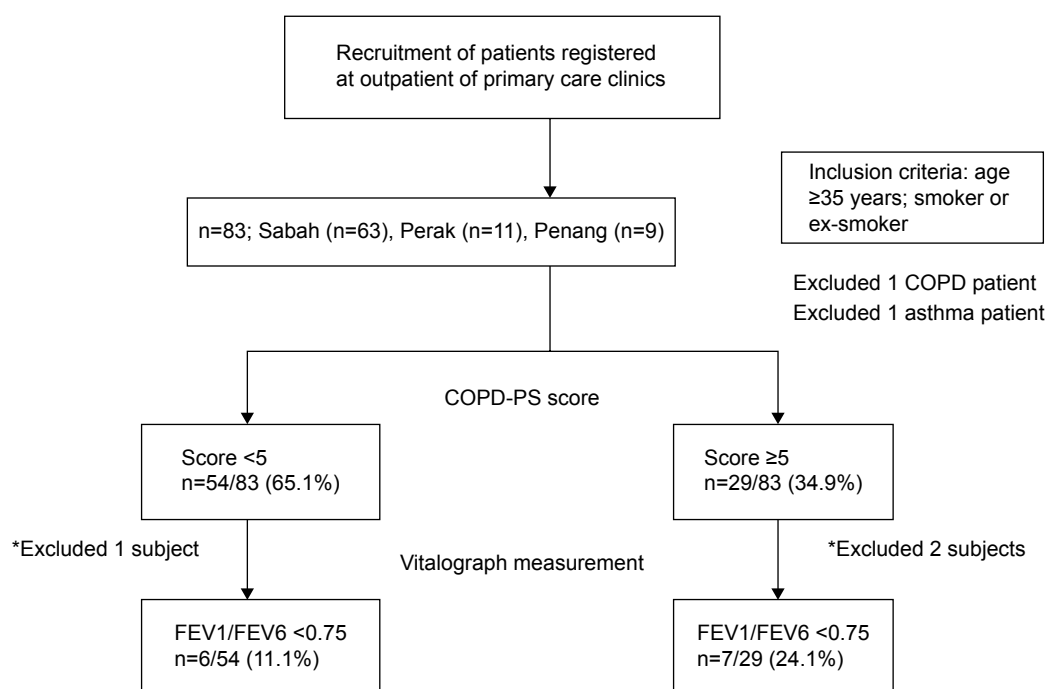 Recruitment of patients registered
at outpatient of primary care clinics
Inclusion criteria: age
≥35 years; smoker or
ex-smoker
n=83; Sabah (n=63), Perak (n=11), Penang (n=9)
Excluded 1 COPD patient
Excluded 1 asthma patient
COPD-PS score
Score <5
n=54/83 (65.1%)
Score ≥5
n=29/83 (34.9%)
*Excluded 1 subject
Vitalograph measurement
*Excluded 2 subjects
FEV1/FEV6 <0.75
n=6/54 (11.1%)
FEV1/FEV6 <0.75
n=7/29 (24.1%)